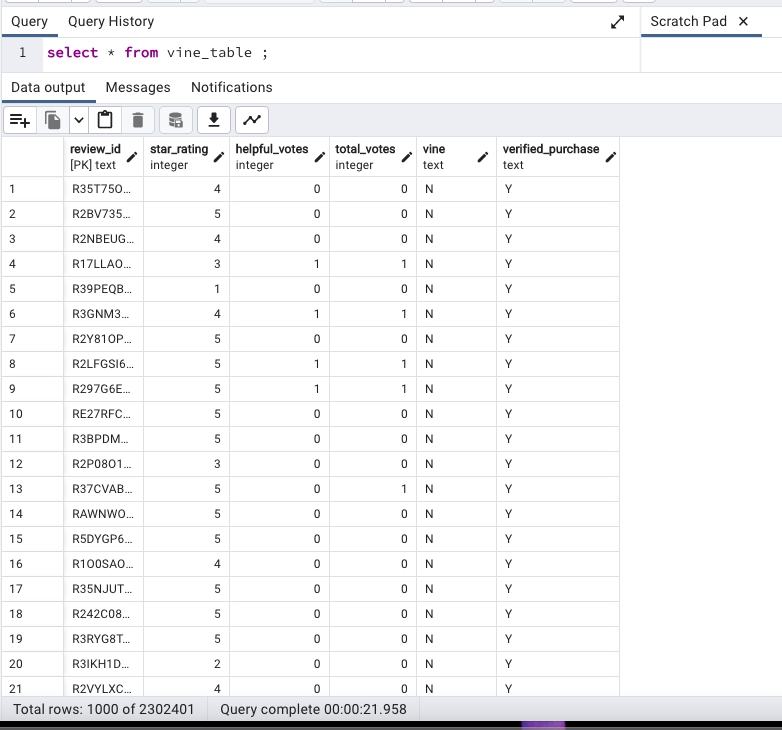 Query Query History Scratch Pad
1 select * from vine_table ;
Data output Messages Notifications
review_id star_rating helpful_votes total_votes vine verified_purchase
[PK] text integer integer integer text text
1 R35T75O... 4 0 0 N Y
2 R2BV735... 5 0 0 N Y
3 R2NBEUG... 4 0 0 N Y
4 R17LLAO... 3 1 1 N Y
5 R39PEQB... 1 0 0 N Y
6 R3GNM3... 4 1 1 N Y
7 R2Y81OP... 5 0 0 N Y
8 R2LFGSI6... 5 1 1 N Y
9 R297G6E... 5 1 1 N Y
10 RE27RFC... 5 0 0 N Y
11 R3BPDM... 5 0 0 N Y
12 R2P08O1... 3 0 0 N Y
13 R37CVAB... 5 0 1 N Y
14 RAWNWO... 5 0 0 N Y
15 R5DYGP6... 5 0 0 N Y
16 R1O0SAO... 4 0 0 N Y
17 R35NJUT... 5 0 0 N Y
18 R242C08... 5 0 0 N Y
19 R3RYG8T... 5 0 0 N Y
20 R3IKH1D... 2 0 0 N Y
21 R2VYLXC... 4 0 0 N Y
Total rows: 1000 of 2302401 Query complete 00:00:21.958